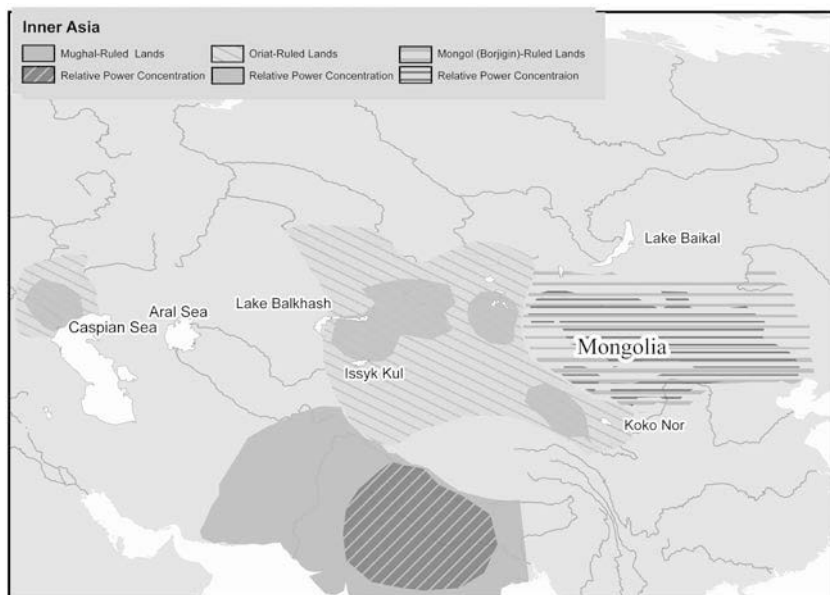 Inner Asia
Mughal-Ruled Lands
Oriat-Ruled Lands
Mongol (Borjigin)-Ruled Lands
Relative Power Concentration
Relative Power Concentration
Relative Power Concentraion
Lake Baikal
Lake Balkhash
Aral Sea
Caspian Sea
Mongolia
Issyk Kul
Koko Nor